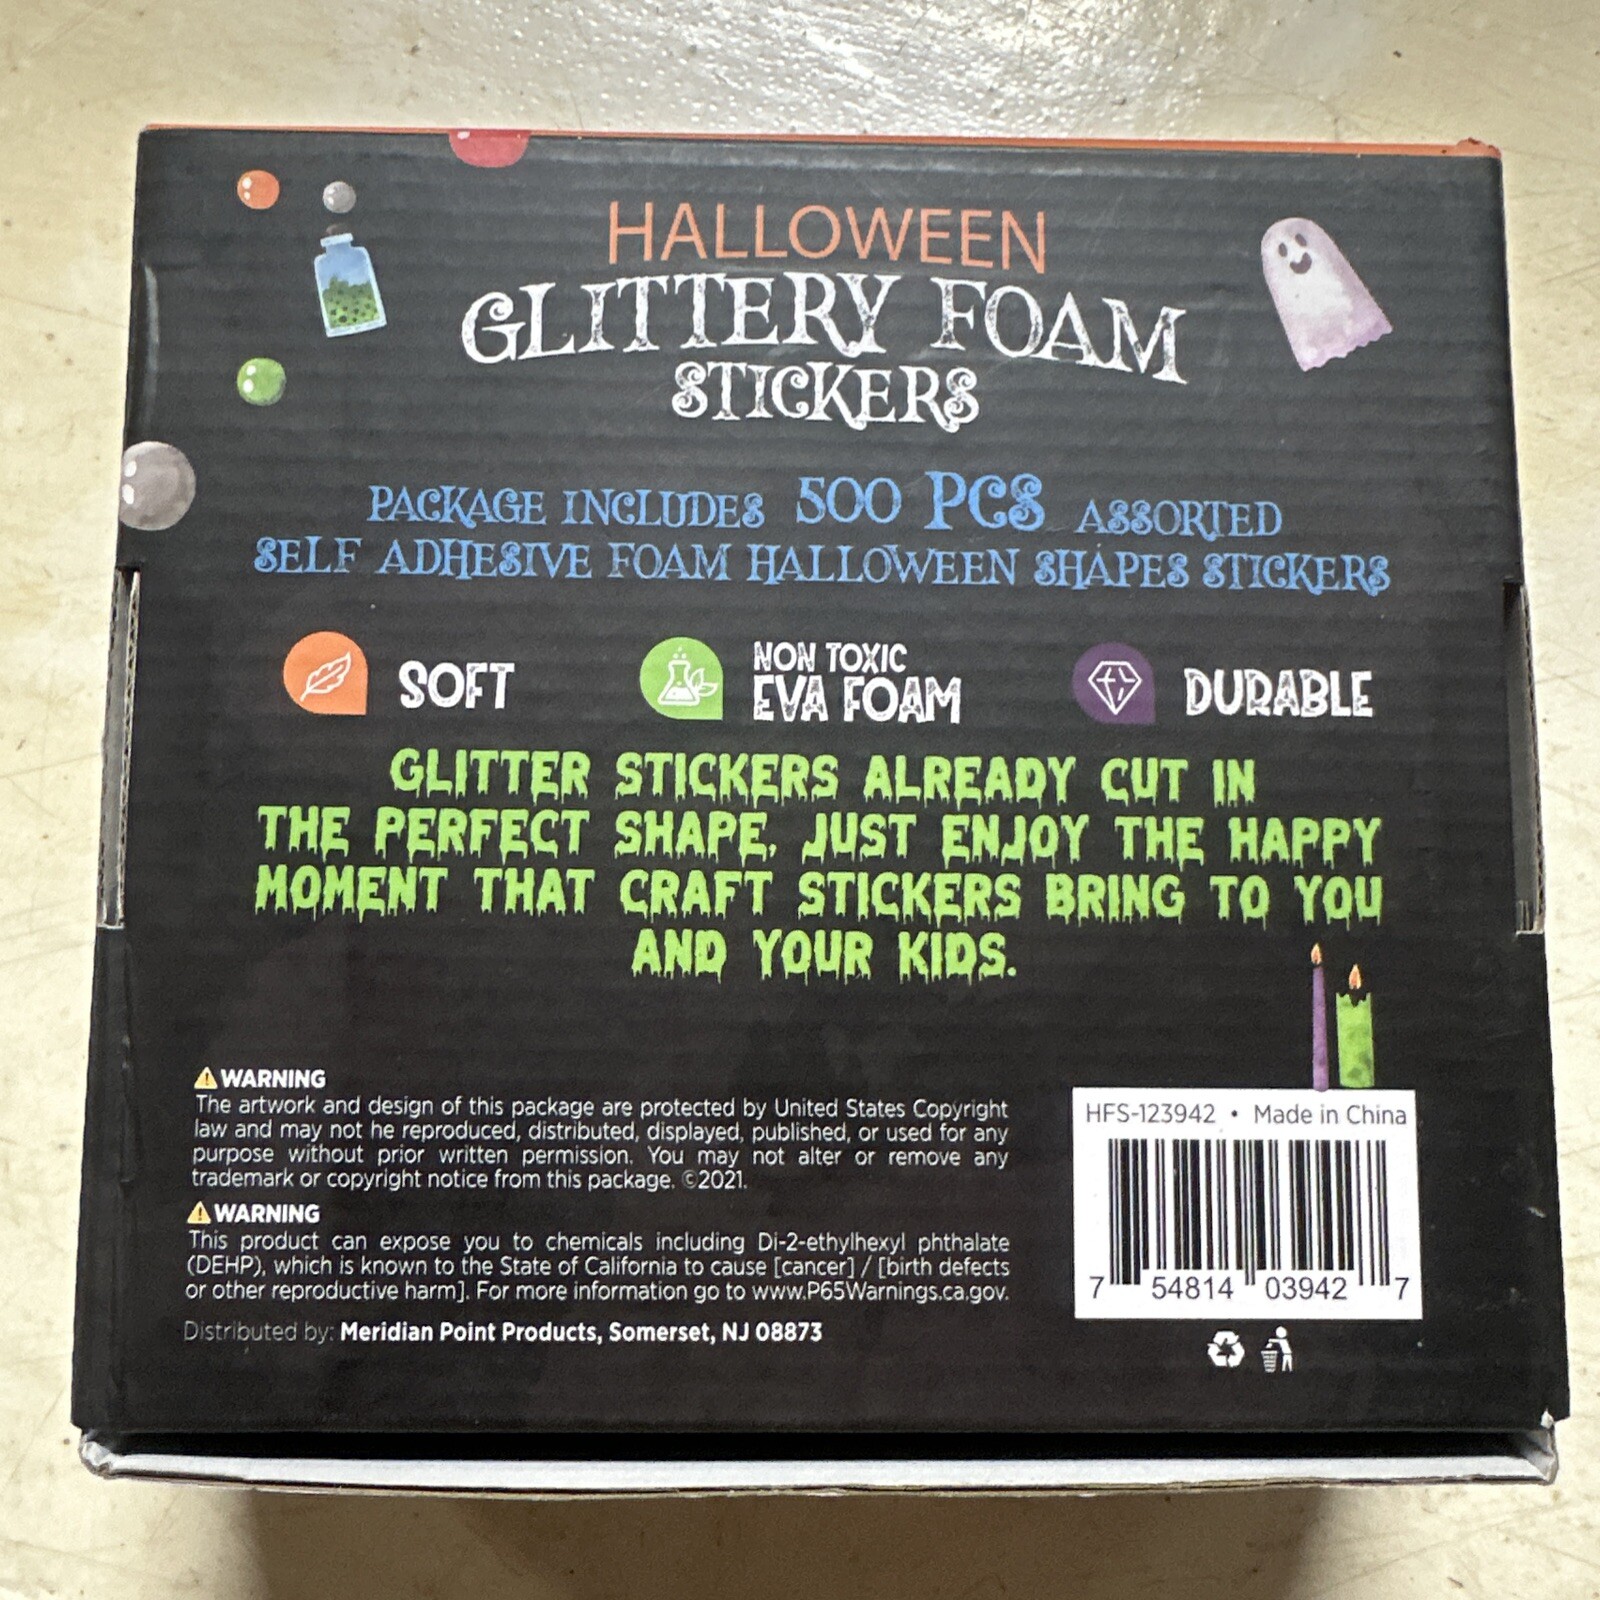 HALLOWEEN
GLITTERY FOAM
STICKERS
PACKAGE INCLUDES 500 PCS ASSORTED
SELF ADHESIVE FOAM HALLOWEEN SHAPES STICKERS
SOFT
NON TOXIC
EVA FOAM
DURABLE
GLITTER STICKERS ALREADY CUT IN
THE PERFECT SHAPE, JUST ENJOY THE HAPPY
MOMENT THAT CRAFT STICKERS BRING TO YOU
AND YOUR KIDS.
WARNING
The artwork and design of this package are protected by United States Copyright
law and may not he reproduced, distributed, displayed, published, or used for any
purpose without prior written permission. You may not alter or remove any
trademark or copyright notice from this package. ©2021.
WARNING
This product can expose you to chemicals including Di-2-ethylhexyl phthalate
(DEHP), which is known to the State of California to cause [cancer] / [birth defects
or other reproductive harm]. For more information go to www.P65Warnings.ca.gov.
Distributed by: Meridian Point Products, Somerset, NJ 08873
HFS-123942 • Made in China
7 54814 03942 7